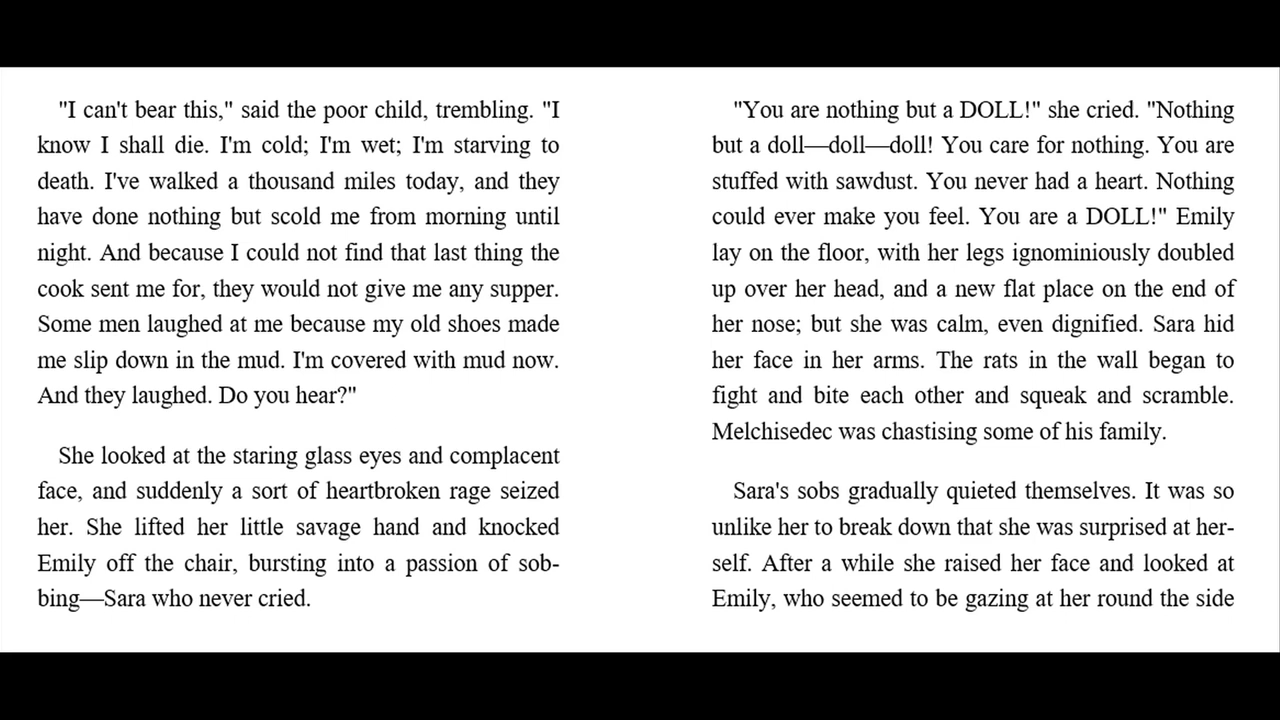 "I can't bear this," said the poor child, trembling. "I
know I shall die. I'm cold; I'm wet; I'm starving to
death. I've walked a thousand miles today, and they
have done nothing but scold me from morning until
night. And because I could not find that last thing the
cook sent me for, they would not give me any supper.
Some men laughed at me because my old shoes made
me slip down in the mud. I'm covered with mud now.
And they laughed. Do you hear?"
She looked at the staring glass eyes and complacent
face, and suddenly a sort of heartbroken rage seized
her. She lifted her little savage hand and knocked
Emily off the chair, bursting into a passion of sob-
bing—Sara who never cried.
"You are nothing but a DOLL!" she cried. "Nothing
but a doll—doll—doll! You care for nothing. You are
stuffed with sawdust. You never had a heart. Nothing
could ever make you feel. You are a DOLL!" Emily
lay on the floor, with her legs ignominiously doubled
up over her head, and a new flat place on the end of
her nose; but she was calm, even dignified. Sara hid
her face in her arms. The rats in the wall began to
fight and bite each other and squeak and scramble.
Melchisedec was chastising some of his family.
Sara's sobs gradually quieted themselves. It was so
unlike her to break down that she was surprised at her-
self. After a while she raised her face and looked at
Emily, who seemed to be gazing at her round the side